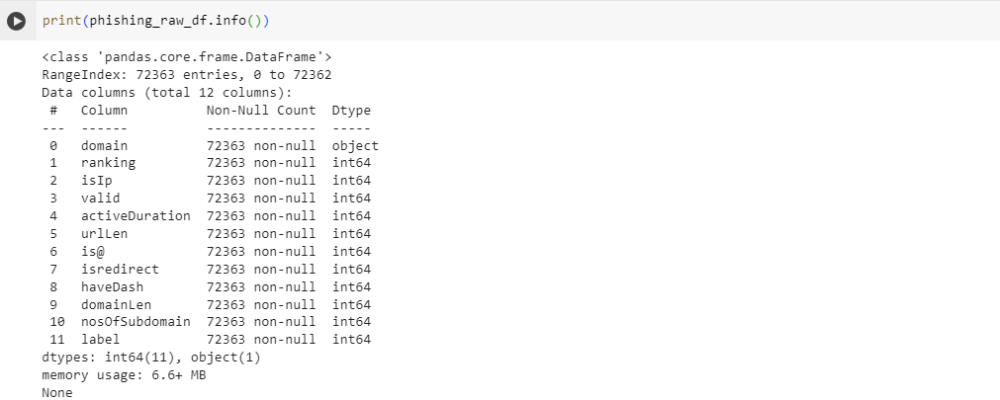 print(phishing_raw_df.info())
<class 'pandas.core.frame.DataFrame'>
RangeIndex: 72363 entries, 0 to 72362
Data columns (total 12 columns):
 #   Column          Non-Null Count  Dtype
---  ------          --------------  -----
 0   domain          72363 non-null  object
 1   ranking         72363 non-null  int64
 2   isIp            72363 non-null  int64
 3   valid           72363 non-null  int64
 4   activeDuration  72363 non-null  int64
 5   urlLen          72363 non-null  int64
 6   is@             72363 non-null  int64
 7   isredirect      72363 non-null  int64
 8   haveDash        72363 non-null  int64
 9   domainLen       72363 non-null  int64
 10  nosOfSubdomain  72363 non-null  int64
 11  label           72363 non-null  int64
dtypes: int64(11), object(1)
memory usage: 6.6+ MB
None